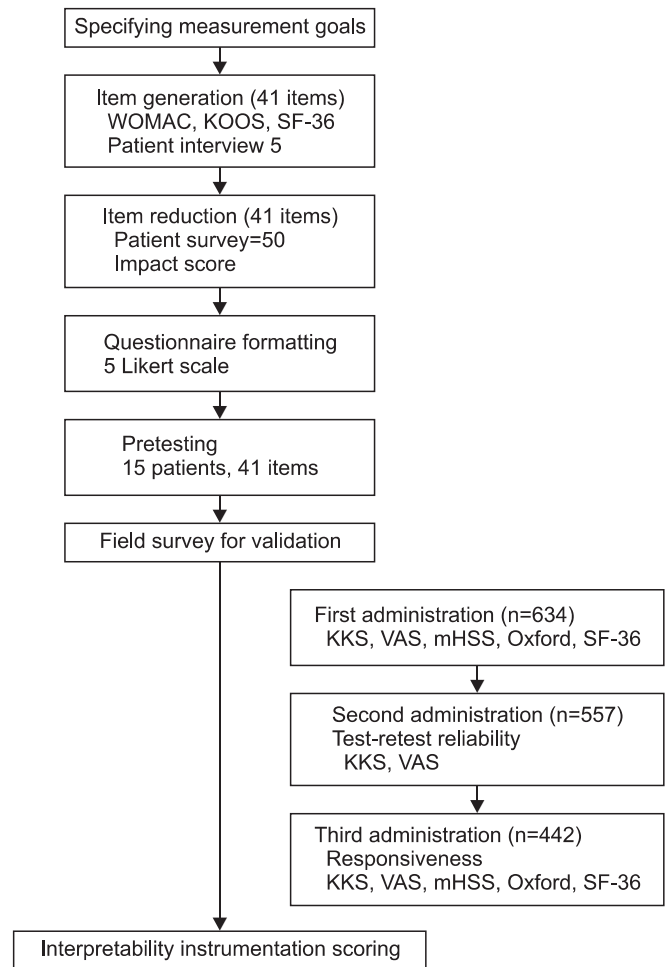 Specifying measurement goals
Item generation (41 items)
WOMAC, KOOS, SF-36
Patient interview 5
Item reduction (41 items)
Patient survey=50
Impact score
Questionnaire formatting
5 Likert scale
Pretesting
15 patients, 41 items
Field survey for validation
First administration (n=634)
KKS, VAS, mHSS, Oxford, SF-36
Second administration (n=557)
Test-retest reliability
KKS, VAS
Third administration (n=442)
Responsiveness
KKS, VAS, mHSS, Oxford, SF-36
Interpretability instrumentation scoring